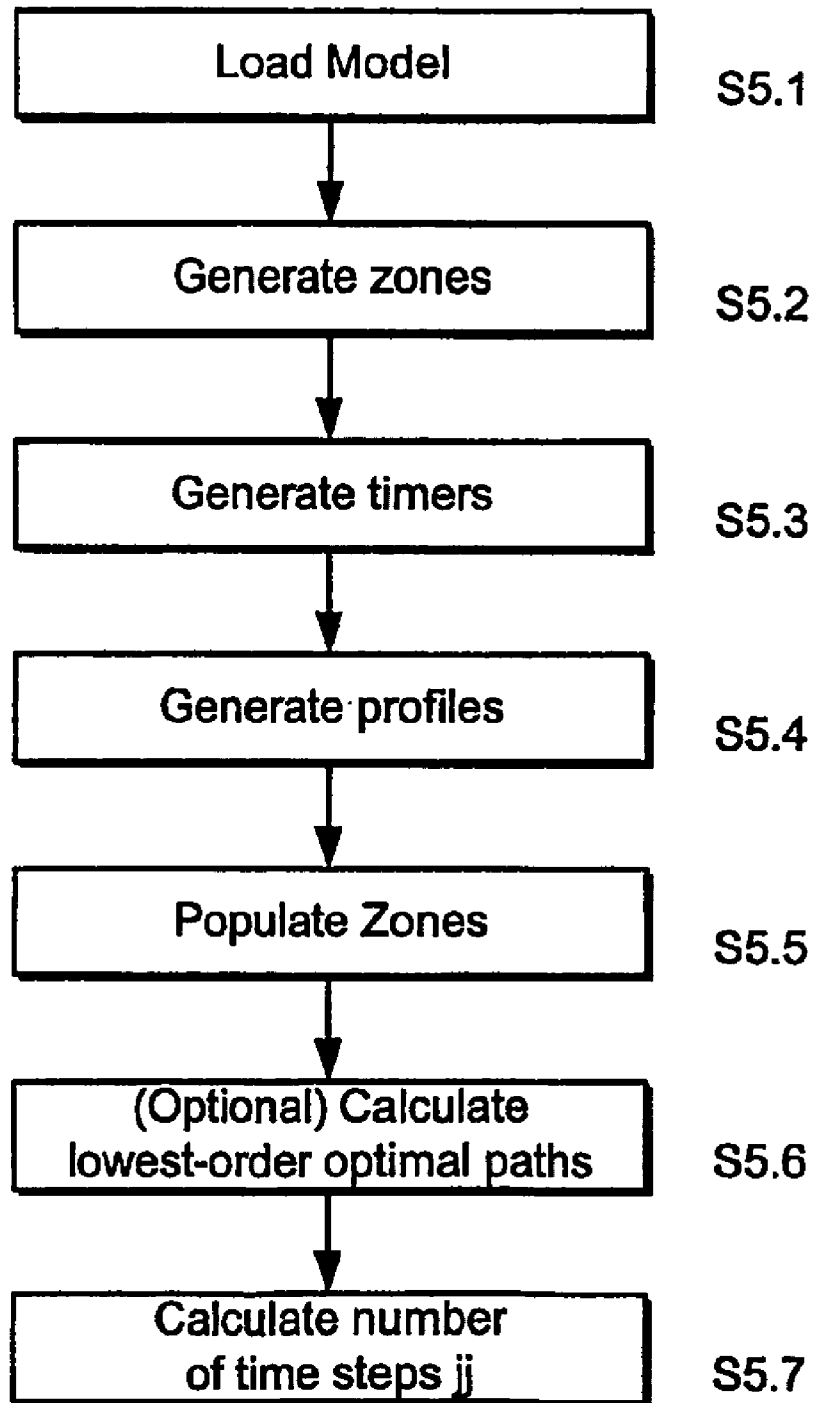 Load Model
S5.1
Generate zones
S5.2
Generate timers
S5.3
Generate profiles
S5.4
Populate Zones
S5.5
(Optional) Calculate
lowest-order optimal paths
S5.6
Calculate number
of time steps jj
S5.7